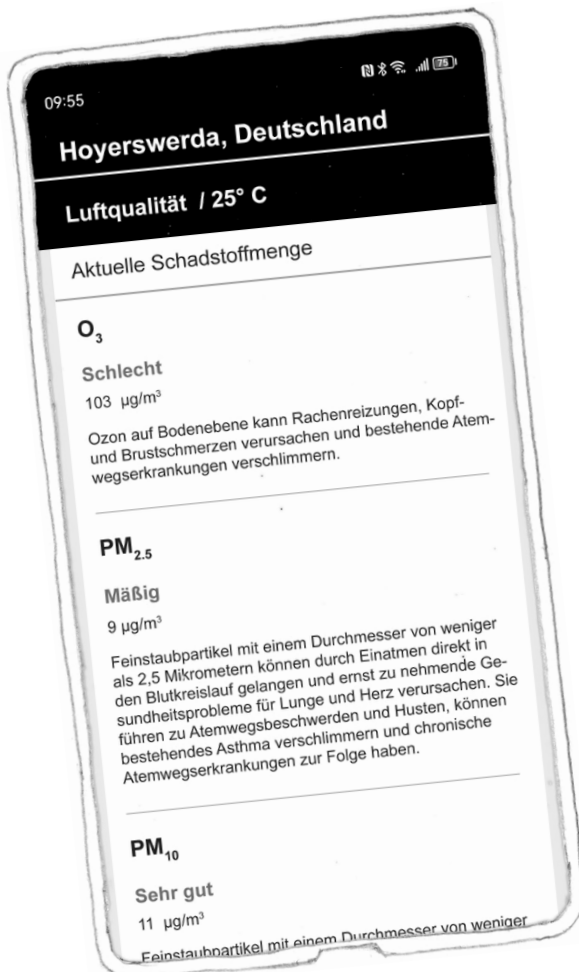 09:55
75
Hoyerswerda, Deutschland
Luftqualität / 25° C
Aktuelle Schadstoffmenge
O₃
Schlecht
103 µg/m³
Ozon auf Bodenebene kann Rachenreizungen, Kopf-
und Brustschmerzen verursachen und bestehende Atem-
wegserkrankungen verschlimmern.
PM₂.₅
Mäßig
9 µg/m³
Feinstaubpartikel mit einem Durchmesser von weniger
als 2,5 Mikrometern können durch Einatmen direkt in
den Blutkreislauf gelangen und ernst zu nehmende Ge-
sundheitsprobleme für Lunge und Herz verursachen. Sie
führen zu Atemwegsbeschwerden und Husten, können
bestehendes Asthma verschlimmern und chronische
Atemwegserkrankungen zur Folge haben.
PM₁₀
Sehr gut
11 µg/m³
Feinstaubpartikel mit einem Durchmesser von weniger